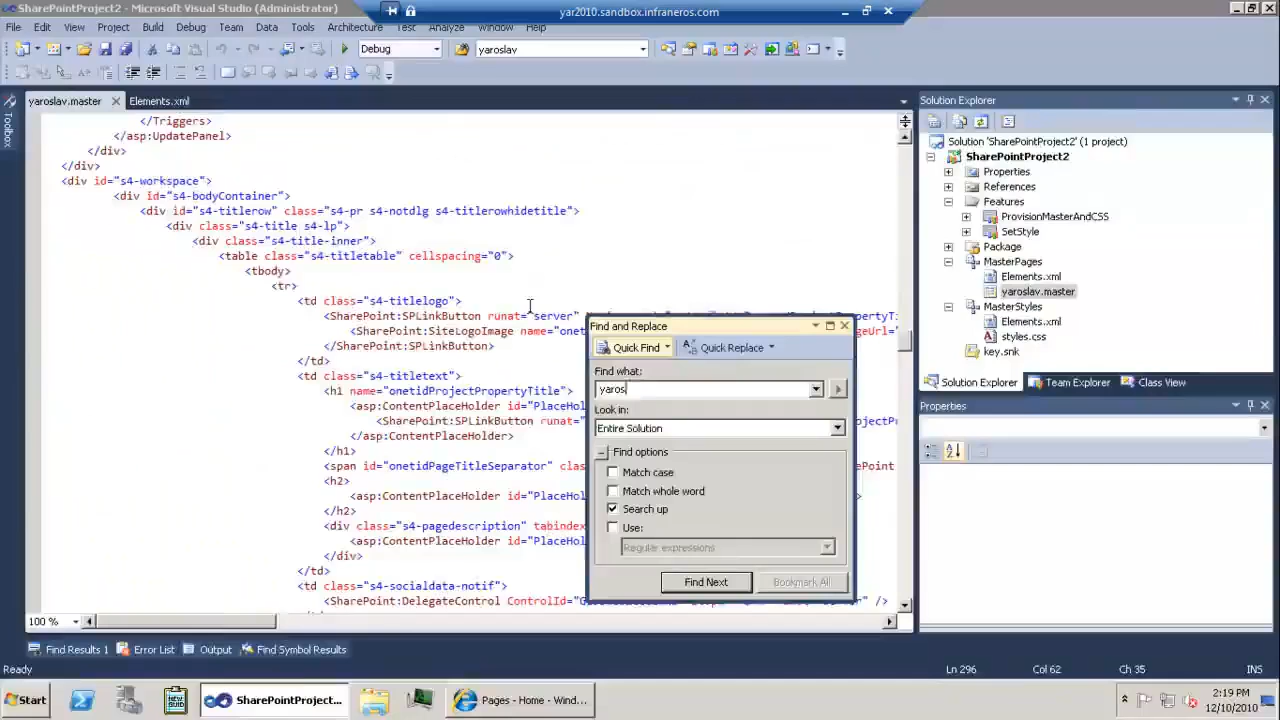 SharePointProject2 - Microsoft Visual Studio (Administrator)
yar2010.sandbox.infraneros.com
File Edit View Project Build Debug Team Data Tools Architecture Test Analyze Window Help
Debug
yaroslav
Toolbox
yaroslav.master
Elements.xml
</Triggers>
</asp:UpdatePanel>
</div>
</div>
<div id="s4-workspace">
<div id="s4-bodyContainer">
<div id="s4-titlerow" class="s4-pr s4-notdlg s4-titlerowhidetitle">
<div class="s4-title s4-lp">
<div class="s4-title-inner">
<table class="s4-titletable" cellspacing="0">
<tbody>
<tr>
<td class="s4-titlelogo">
<SharePoint:SPLinkButton runat="server"
<SharePoint:SiteLogoImage name="onet
</SharePoint:SPLinkButton>
</td>
<td class="s4-titletext">
<h1 name="onetidProjectPropertyTitle">
<asp:ContentPlaceHolder id="PlaceHo
<SharePoint:SPLinkButton runat="
</asp:ContentPlaceHolder>
</h1>
<span id="onetidPageTitleSeparator" clas
<h2>
<asp:ContentPlaceHolder id="PlaceHo
</h2>
<div class="s4-pagedescription" tabindex
<asp:ContentPlaceHolder id="PlaceHo
</div>
</td>
<td class="s4-socialdata-notif">
<SharePoint:DelegateControl ControlId="
100 %
Find and Replace
Quick Find
Quick Replace
Find what:
yaros
Look in:
Entire Solution
Find options
Match case
Match whole word
Search up
Use:
Regular expressions
Find Next
Bookmark All
Solution Explorer
Solution 'SharePointProject2' (1 project)
SharePointProject2
Properties
References
Features
ProvisionMasterAndCSS
SetStyle
Package
MasterPages
Elements.xml
yaroslav.master
MasterStyles
Elements.xml
styles.css
key.snk
Solution Explorer
Team Explorer
Class View
Properties
Find Results 1
Error List
Output
Find Symbol Results
Ready
Ln 296
Col 62
Ch 35
INS
Start
SharePointProject...
Pages - Home - Wind...
2:19 PM
12/10/2010